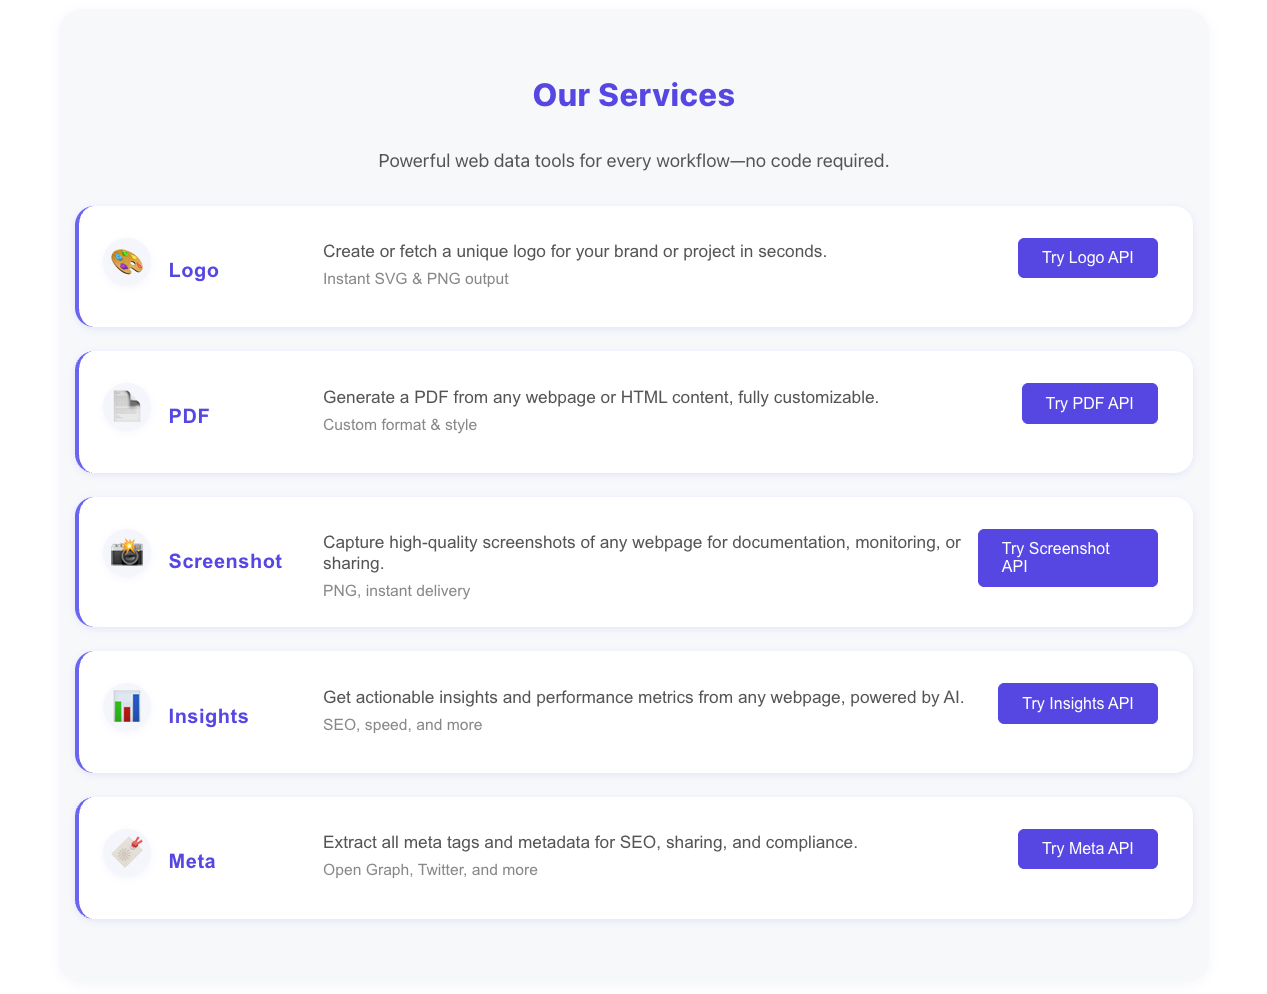 Our Services
Powerful web data tools for every workflow—no code required.
Logo
Create or fetch a unique logo for your brand or project in seconds.
Instant SVG & PNG output
Try Logo API
PDF
Generate a PDF from any webpage or HTML content, fully customizable.
Custom format & style
Try PDF API
Screenshot
Capture high-quality screenshots of any webpage for documentation, monitoring, or
sharing.
PNG, instant delivery
Try Screenshot
API
Insights
Get actionable insights and performance metrics from any webpage, powered by AI.
SEO, speed, and more
Try Insights API
Meta
Extract all meta tags and metadata for SEO, sharing, and compliance.
Open Graph, Twitter, and more
Try Meta API